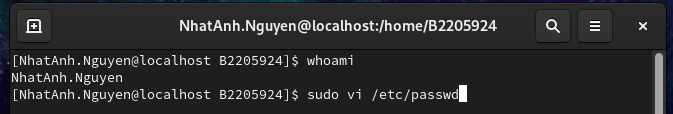 NhatAnh.Nguyen@localhost:/home/B2205924
[NhatAnh.Nguyen@localhost B2205924]$ whoami
NhatAnh.Nguyen
[NhatAnh.Nguyen@localhost B2205924]$ sudo vi /etc/passwd